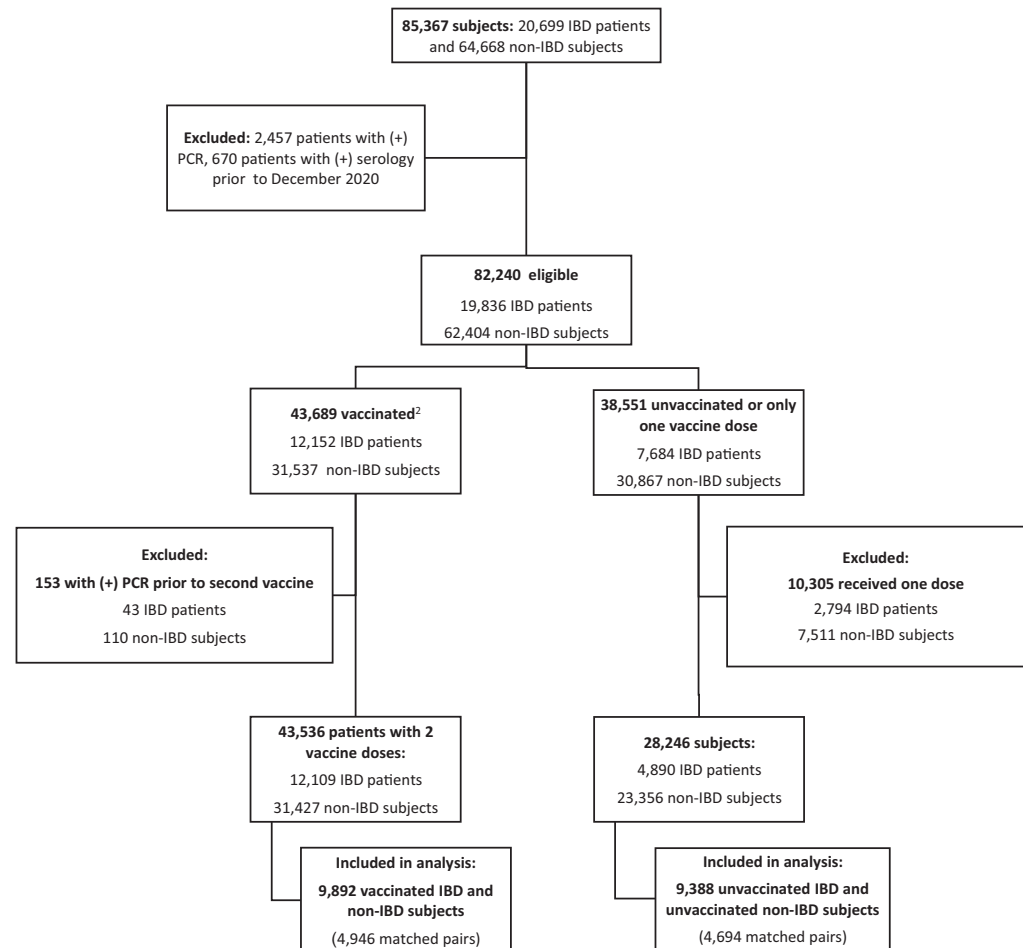 85,367 subjects: 20,699 IBD patients
and 64,668 non-IBD subjects
Excluded: 2,457 patients with (+)
PCR, 670 patients with (+) serology
prior to December 2020
82,240 eligible
19,836 IBD patients
62,404 non-IBD subjects
43,689 vaccinated²
12,152 IBD patients
31,537 non-IBD subjects
38,551 unvaccinated or only
one vaccine dose
7,684 IBD patients
30,867 non-IBD subjects
Excluded:
153 with (+) PCR prior to second vaccine
43 IBD patients
110 non-IBD subjects
Excluded:
10,305 received one dose
2,794 IBD patients
7,511 non-IBD subjects
43,536 patients with 2
vaccine doses:
12,109 IBD patients
31,427 non-IBD subjects
28,246 subjects:
4,890 IBD patients
23,356 non-IBD subjects
Included in analysis:
9,892 vaccinated IBD and
non-IBD subjects
(4,946 matched pairs)
Included in analysis:
9,388 unvaccinated IBD and
unvaccinated non-IBD subjects
(4,694 matched pairs)